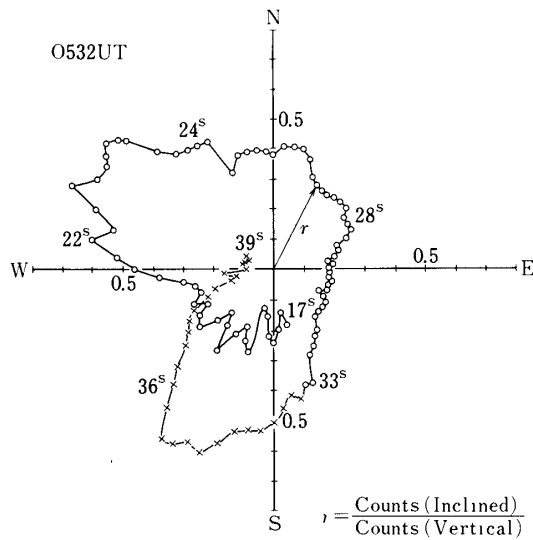 N
O532UT
0.5
24ˢ
28ˢ
r
39ˢ
22ˢ
W
0.5
0.5
E
17ˢ
33ˢ
36ˢ
0.5
S
r = Counts (Inclined)
Counts (Vertical)